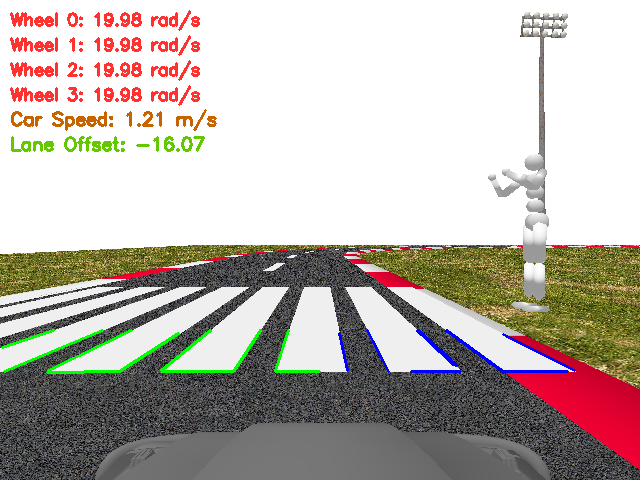 Wheel 0: 19.98 rad/s
Wheel 1: 19.98 rad/s
Wheel 2: 19.98 rad/s
Wheel 3: 19.98 rad/s
Car Speed: 1.21 m/s
Lane Offset: -16.07